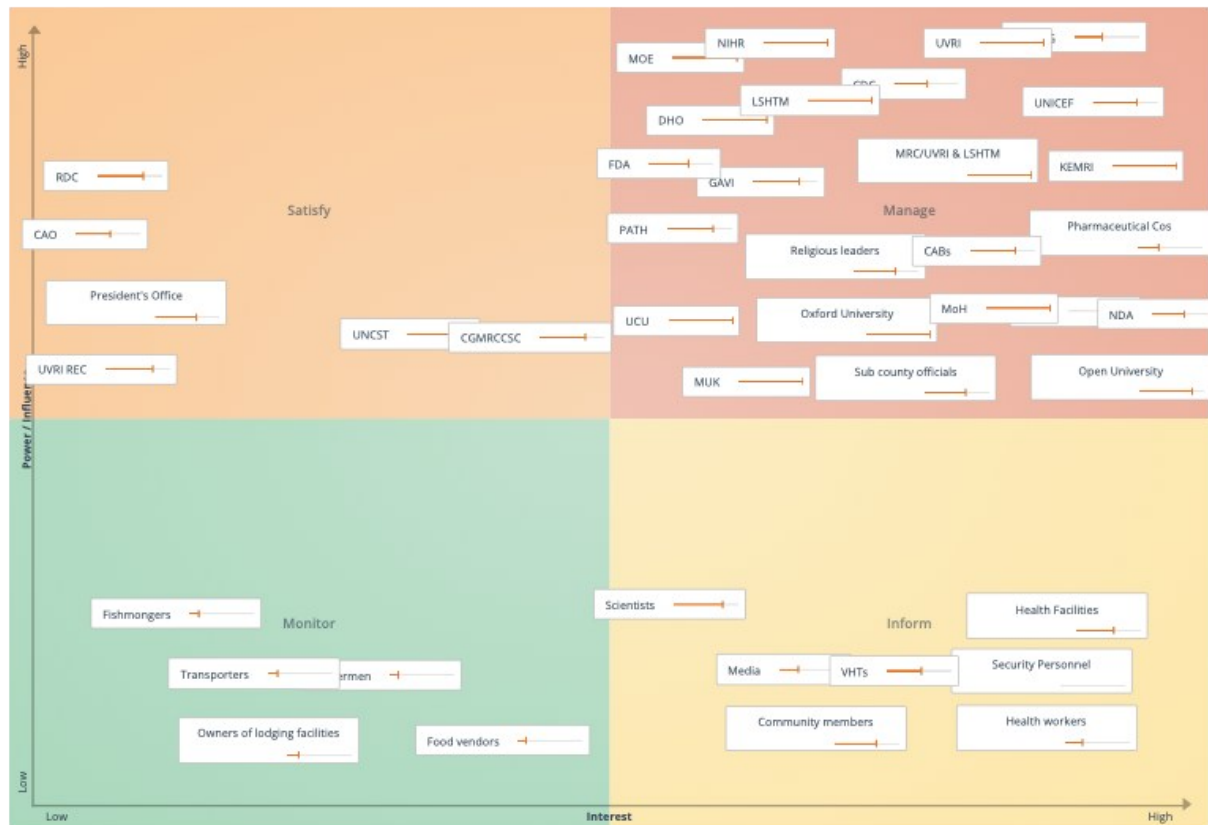 High
NIHR
UVRI
MOE
CDC
LSHTM
UNICEF
DHO
MRC/UVRI & LSHTM
FDA
KEMRI
RDC
GAVI
Satisfy
Manage
CAO
PATH
Pharmaceutical Cos
Religious leaders
CABs
President's Office
UCU
Oxford University
MoH
NDA
UNCST
CGMRCCSC
UVRI REC
MUK
Sub county officials
Open University
Power / Influence
Scientists
Health Facilities
Fishmongers
Monitor
Inform
Transporters
ermen
Media
VHTs
Security Personnel
Owners of lodging facilities
Food vendors
Community members
Health workers
Low
Low
Interest
High